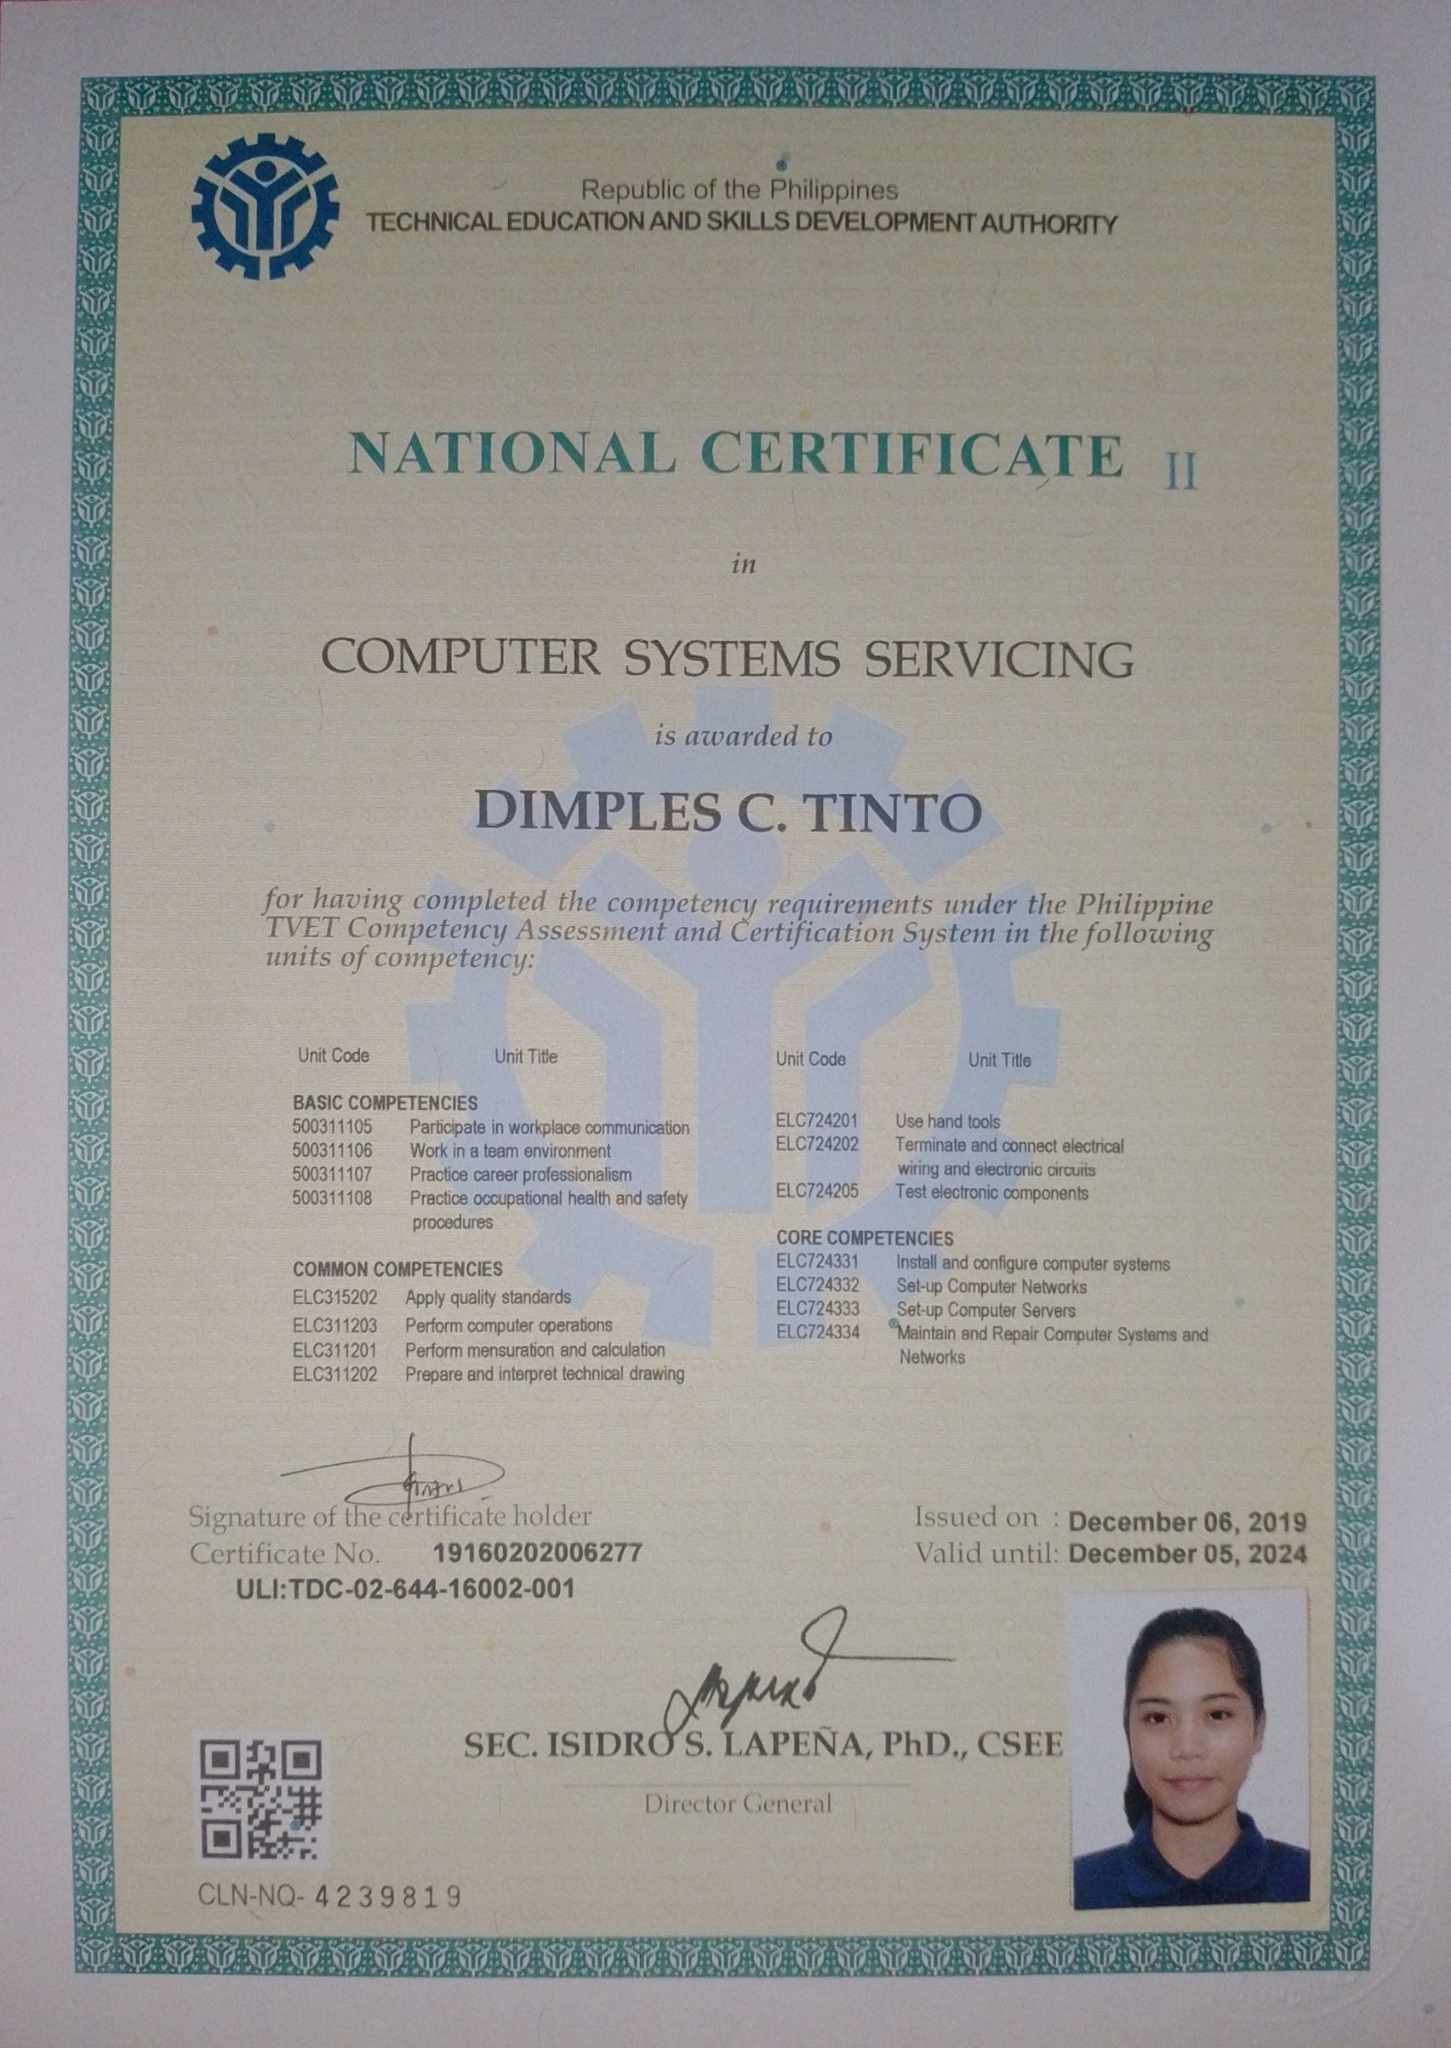 Republic of the Philippines
TECHNICAL EDUCATION AND SKILLS DEVELOPMENT AUTHORITY
NATIONAL CERTIFICATE II
in
COMPUTER SYSTEMS SERVICING
is awarded to
DIMPLES C. TINTO
for having completed the competency requirements under the Philippine
TVET Competency Assessment and Certification System in the following
units of competency:
Unit Code Unit Title
BASIC COMPETENCIES
500311105 Participate in workplace communication
500311106 Work in a team environment
500311107 Practice career professionalism
500311108 Practice occupational health and safety
procedures
COMMON COMPETENCIES
ELC315202 Apply quality standards
ELC311203 Perform computer operations
ELC311201 Perform mensuration and calculation
ELC311202 Prepare and interpret technical drawing
Unit Code Unit Title
ELC724201 Use hand tools
ELC724202 Terminate and connect electrical
wiring and electronic circuits
ELC724205 Test electronic components
CORE COMPETENCIES
ELC724331 Install and configure computer systems
ELC724332 Set-up Computer Networks
ELC724333 Set-up Computer Servers
ELC724334 Maintain and Repair Computer Systems and
Networks
Signature of the certificate holder
Certificate No. 19160202006277
ULI:TDC-02-644-16002-001
Issued on : December 06, 2019
Valid until: December 05, 2024
SEC. ISIDRO S. LAPEÑA, PhD., CSEE
Director General
CLN-NQ- 4239819